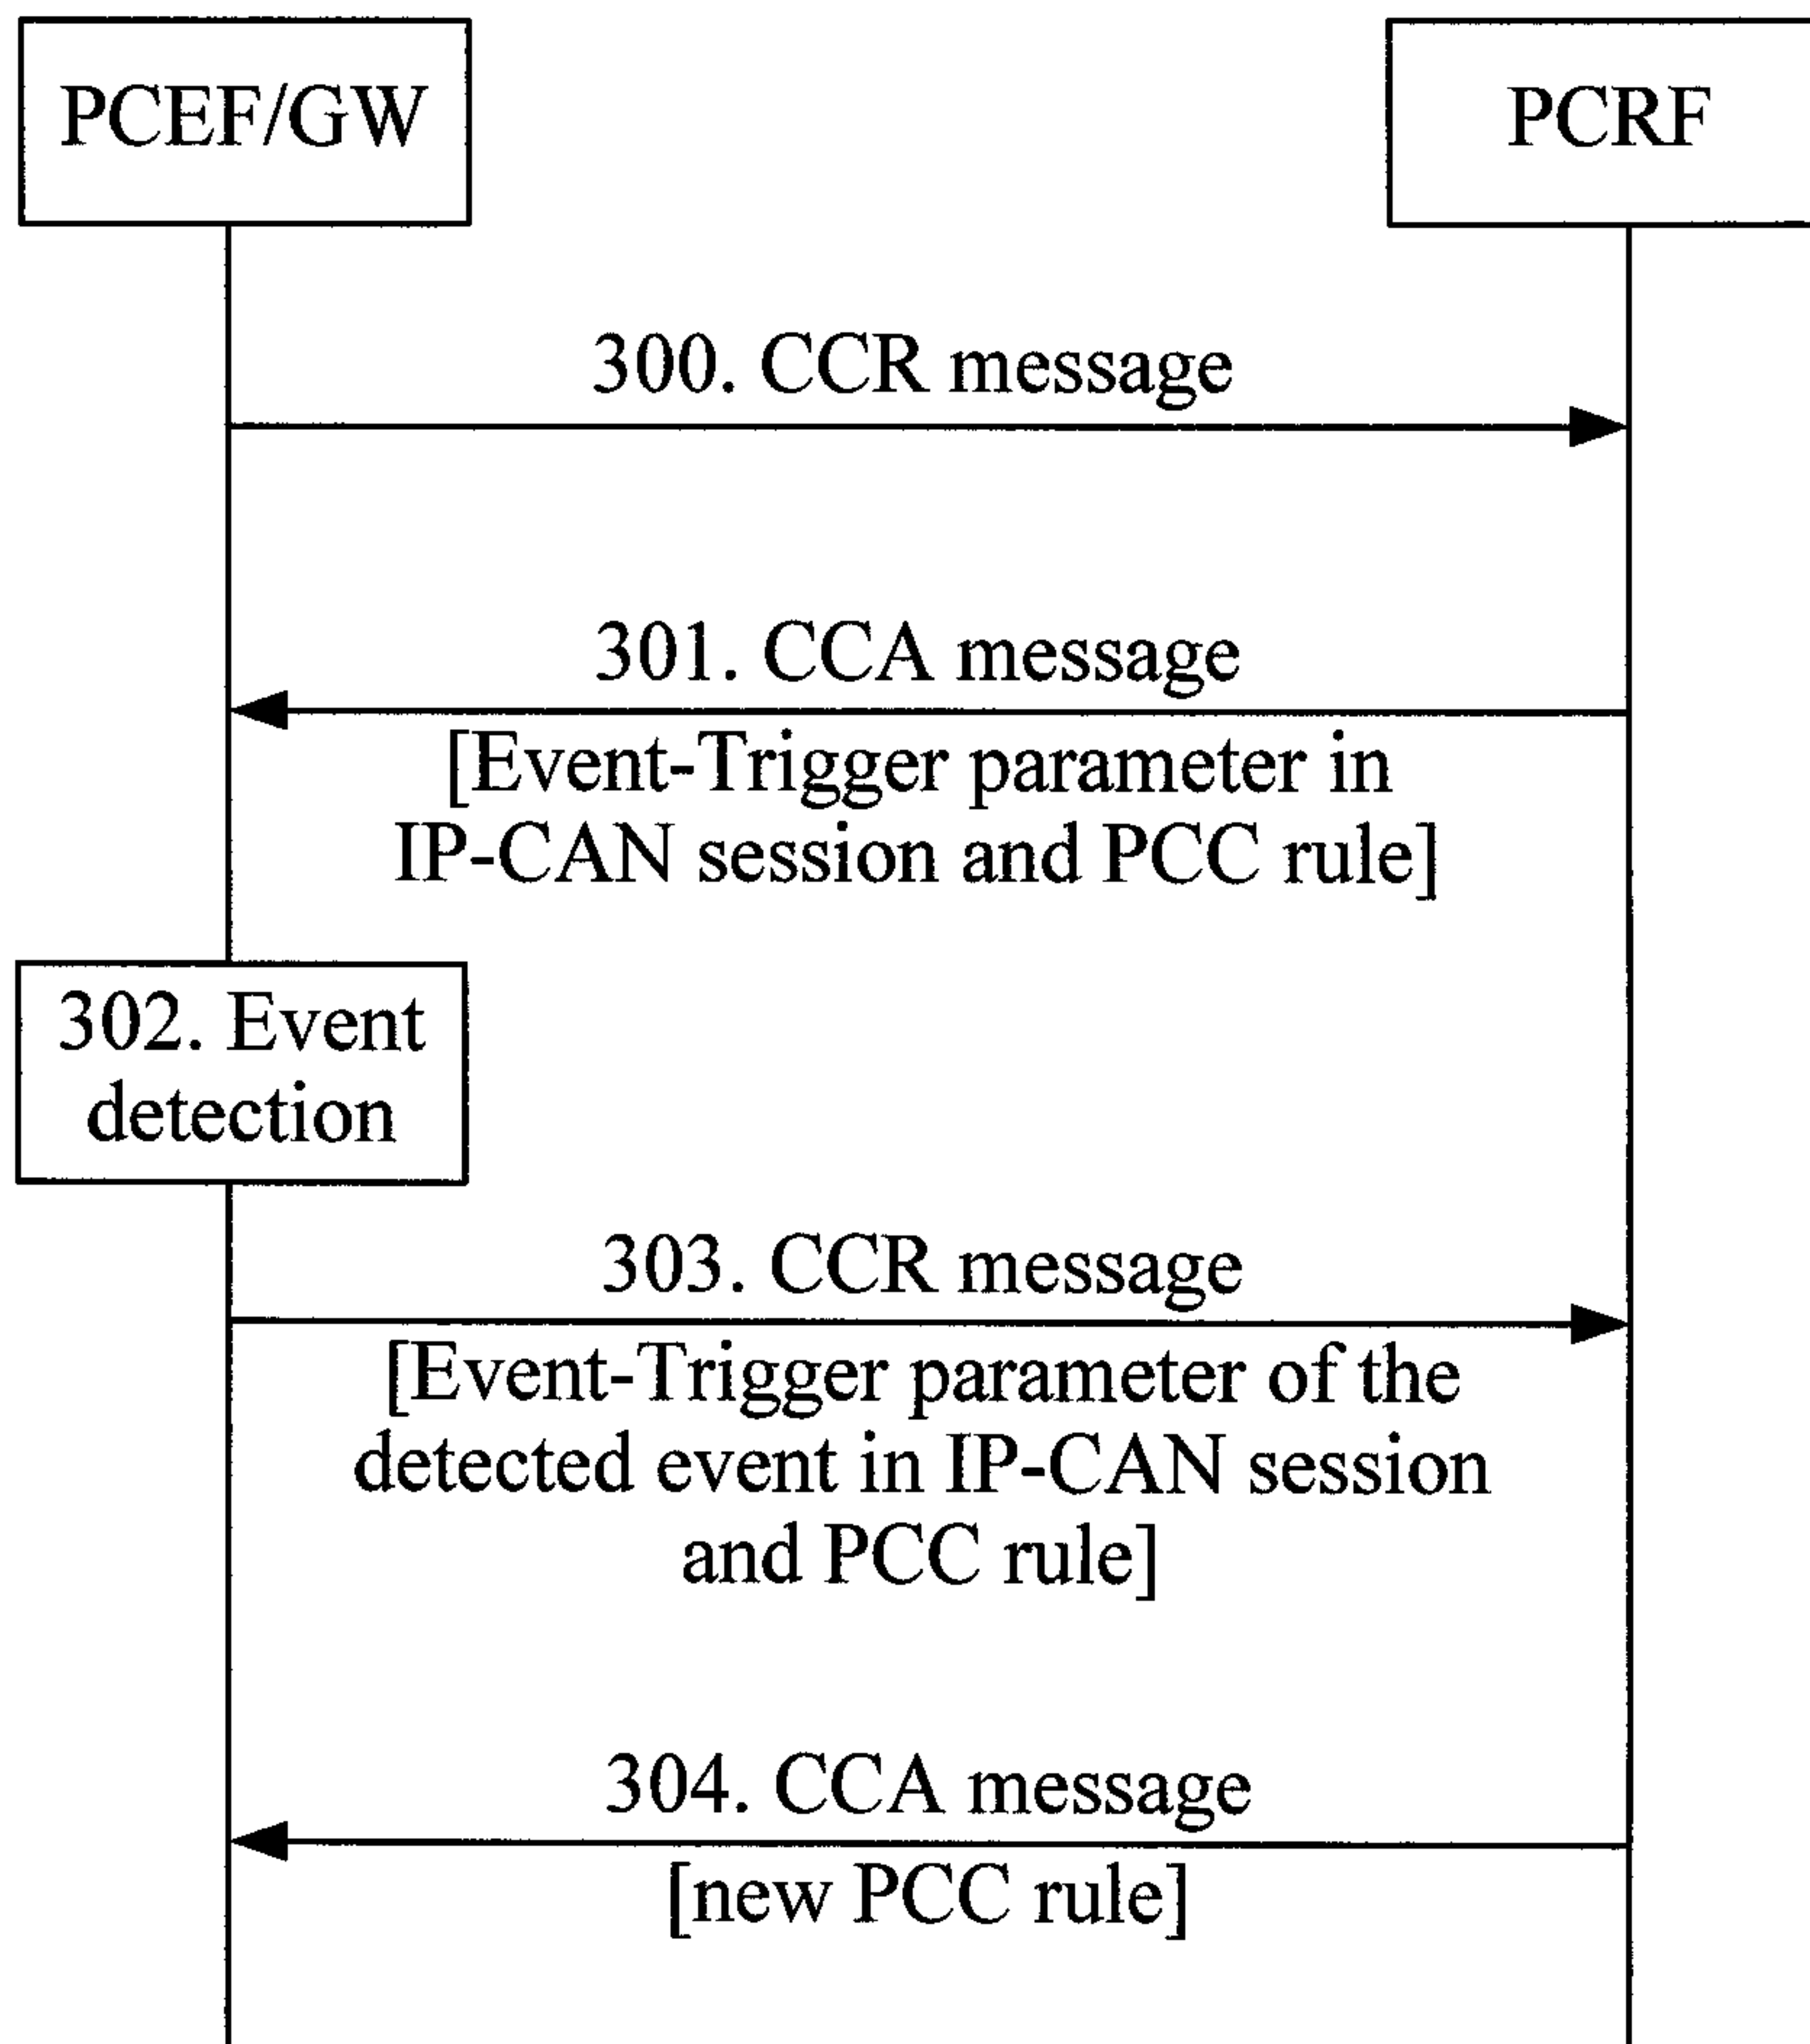 PCEF/GW
PCRF
300. CCR message
301. CCA message
[Event-Trigger parameter in
IP-CAN session and PCC rule]
302. Event
detection
303. CCR message
[Event-Trigger parameter of the
detected event in IP-CAN session
and PCC rule]
304. CCA message
[new PCC rule]